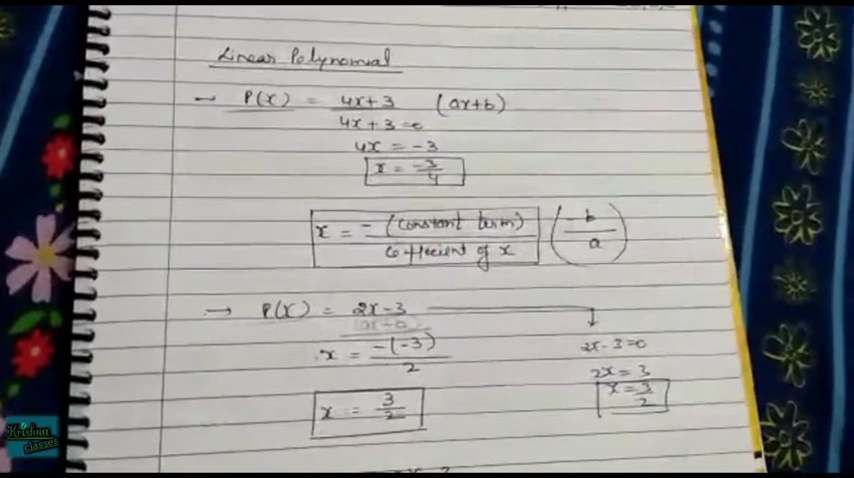 Linear Polynomial
→ P(x) = 4x+3 (ax+b)
4x+3=0
4x = -3
x = -3/4
x = -(constant term)/coefficient of x (-b/a)
→ P(x) = 2x-3
(ax+b)
x = -(-3)/2
x = 3/2
2x-3=0
2x = 3
x = 3/2
Krishna
classes